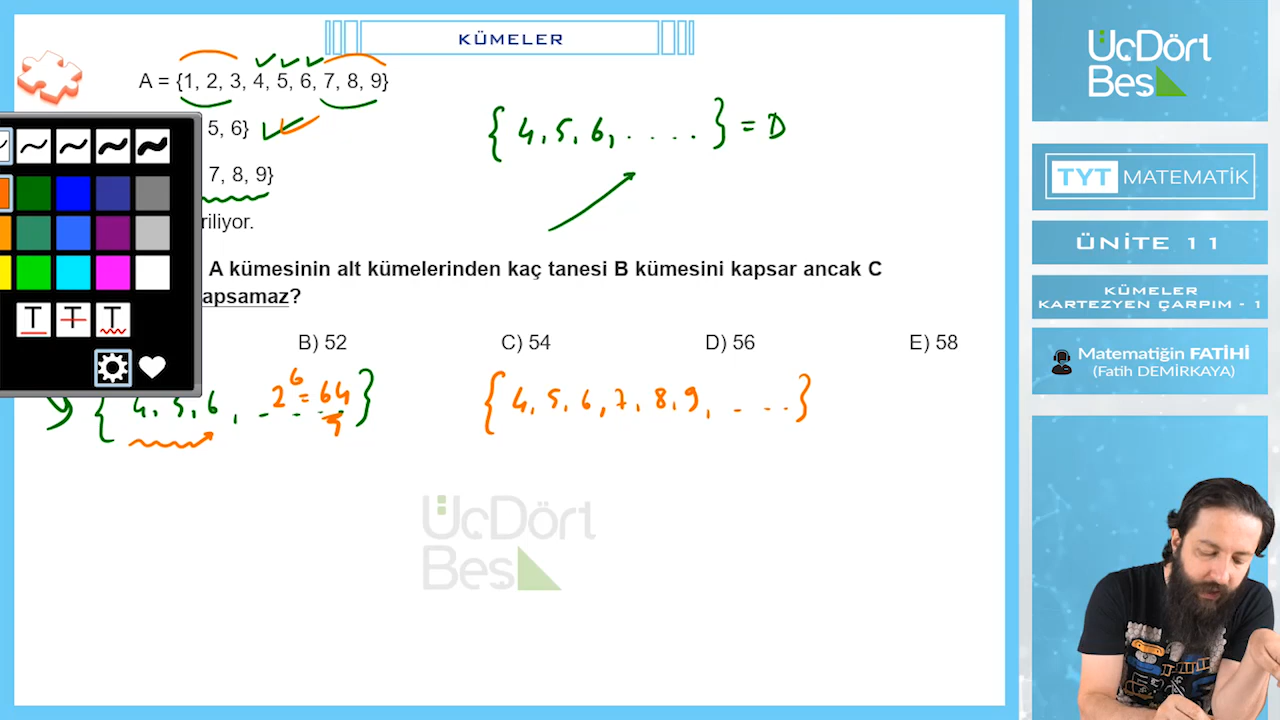 KÜMELER
A = {1, 2, 3, 4, 5, 6, 7, 8, 9}
5, 6}
{4, 5, 6, . . . . } = D
7, 8, 9}
riliyor.
A kümesinin alt kümelerinden kaç tanesi B kümesini kapsar ancak C
apsamaz?
B) 52 C) 54 D) 56 E) 58
2^6 = 64
{ 4, 5, 6, . . . . }
{4, 5, 6, 7, 8, 9, . . . . }
T T T
ÜçDört
Beş
ÜçDört
Beş
TYT MATEMATİK
ÜNİTE 11
KÜMELER
KARTEZYEN ÇARPIM - 1
Matematiğin FATİHİ
(Fatih DEMİRKAYA)